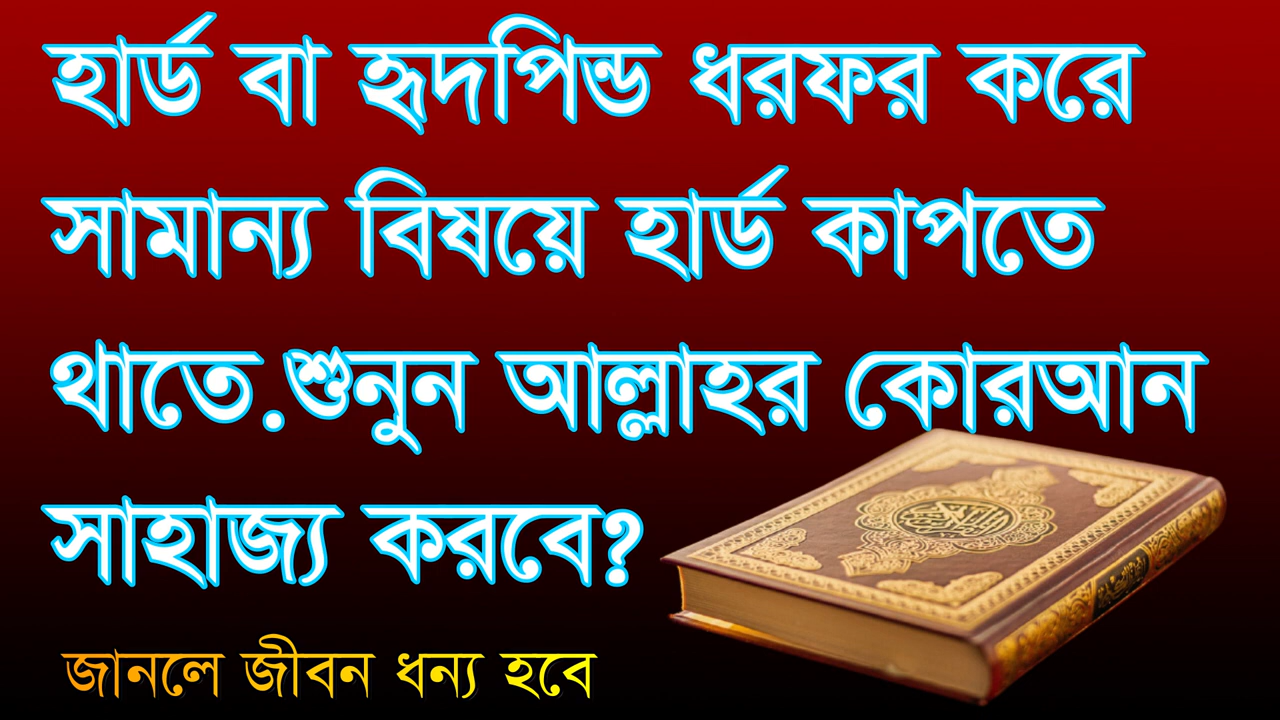 হার্ড বা হৃদপিন্ড ধরফর করে
সামান্য বিষয়ে হার্ড কাপতে
থাতে.শুনুন আল্লাহর কোরআন
সাহাজ্য করবে?
জানলে জীবন ধন্য হবে